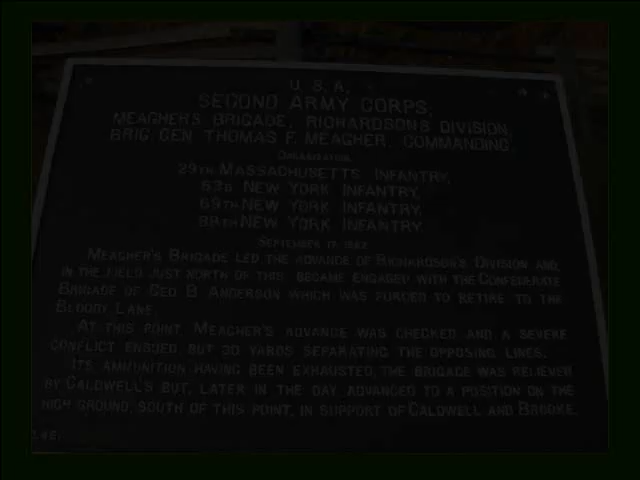 U. S. A.
SECOND ARMY CORPS,
MEAGHER'S BRIGADE, RICHARDSON'S DIVISION,
BRIG. GEN. THOMAS F. MEAGHER, COMMANDING.
ORGANIZATION.
29TH MASSACHUSETTS INFANTRY,
63D NEW YORK INFANTRY,
69TH NEW YORK INFANTRY,
88TH NEW YORK INFANTRY.
SEPTEMBER 17, 1862.
MEAGHER'S BRIGADE LED THE ADVANCE OF RICHARDSON'S DIVISION AND,
IN THE FIELD JUST NORTH OF THIS, BECAME ENGAGED WITH THE CONFEDERATE
BRIGADE OF GEO. B. ANDERSON WHICH WAS FORCED TO RETIRE TO THE
BLOODY LANE.
AT THIS POINT MEAGHER'S ADVANCE WAS CHECKED AND A SEVERE
CONFLICT ENSUED BUT 30 YARDS SEPARATING THE OPPOSING LINES.
ITS AMMUNITION HAVING BEEN EXHAUSTED, THE BRIGADE WAS RELIEVED
BY CALDWELL'S BUT, LATER IN THE DAY, ADVANCED TO A POSITION ON THE
HIGH GROUND, SOUTH OF THIS POINT, IN SUPPORT OF CALDWELL AND BROOKE.